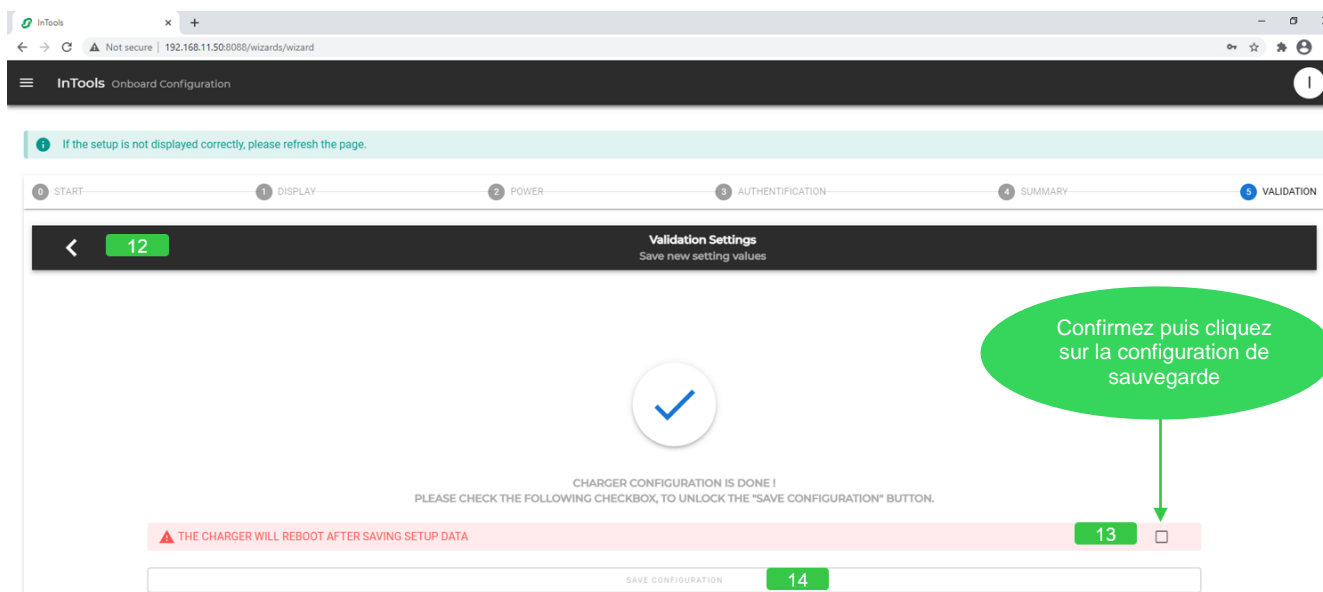 InTools
Not secure | 192.168.11.50:8088/wizards/wizard
InTools Onboard Configuration
I
If the setup is not displayed correctly, please refresh the page.
0 START 1 DISPLAY 2 POWER 3 AUTHENTIFICATION 4 SUMMARY 5 VALIDATION
12
Validation Settings
Save new setting values
Confirmez puis cliquez
sur la configuration de
sauvegarde
CHARGER CONFIGURATION IS DONE !
PLEASE CHECK THE FOLLOWING CHECKBOX, TO UNLOCK THE "SAVE CONFIGURATION" BUTTON.
THE CHARGER WILL REBOOT AFTER SAVING SETUP DATA 13
SAVE CONFIGURATION 14